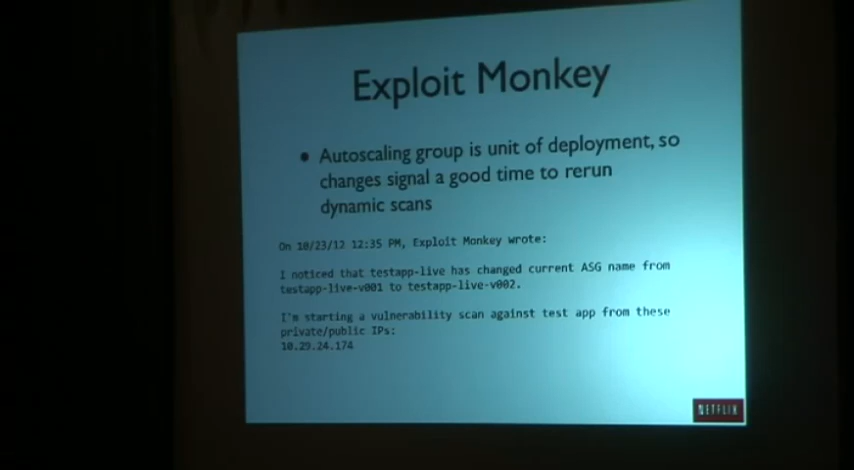 Exploit Monkey
• Autoscaling group is unit of deployment, so
changes signal a good time to rerun
dynamic scans
On 10/23/12 12:35 PM, Exploit Monkey wrote:
I noticed that testapp-live has changed current ASG name from
testapp-live-v001 to testapp-live-v002.
I'm starting a vulnerability scan against test app from these
private/public IPs:
10.29.24.174
NETFLIX